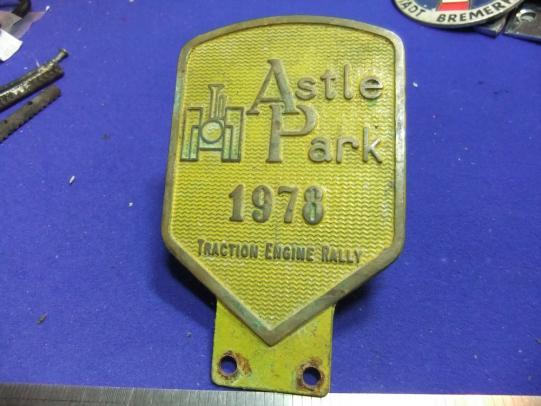 Astle
Park
1978
TRACTION ENGINE RALLY